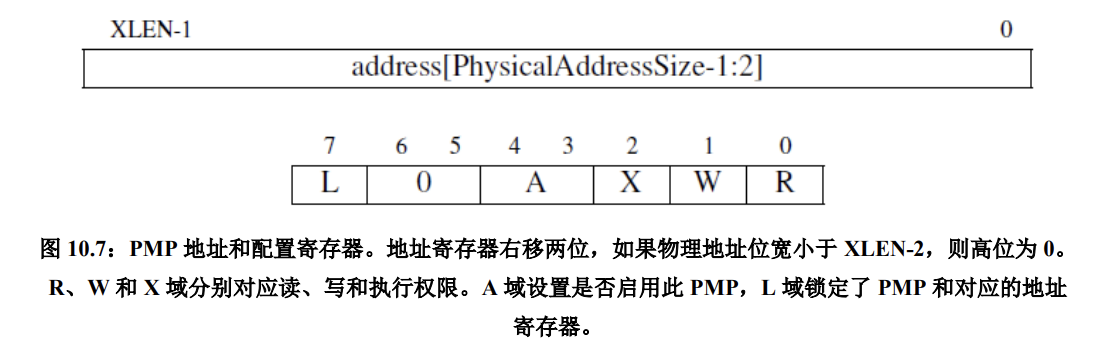 XLEN-1 0
address[PhysicalAddressSize-1:2]
7 6 5 4 3 2 1 0
L 0 A X W R
图 10.7：PMP 地址和配置寄存器。地址寄存器右移两位，如果物理地址位宽小于 XLEN-2，则高位为 0。
R、W 和 X 域分别对应读、写和执行权限。A 域设置是否启用此 PMP，L 域锁定了 PMP 和对应的地址
寄存器。